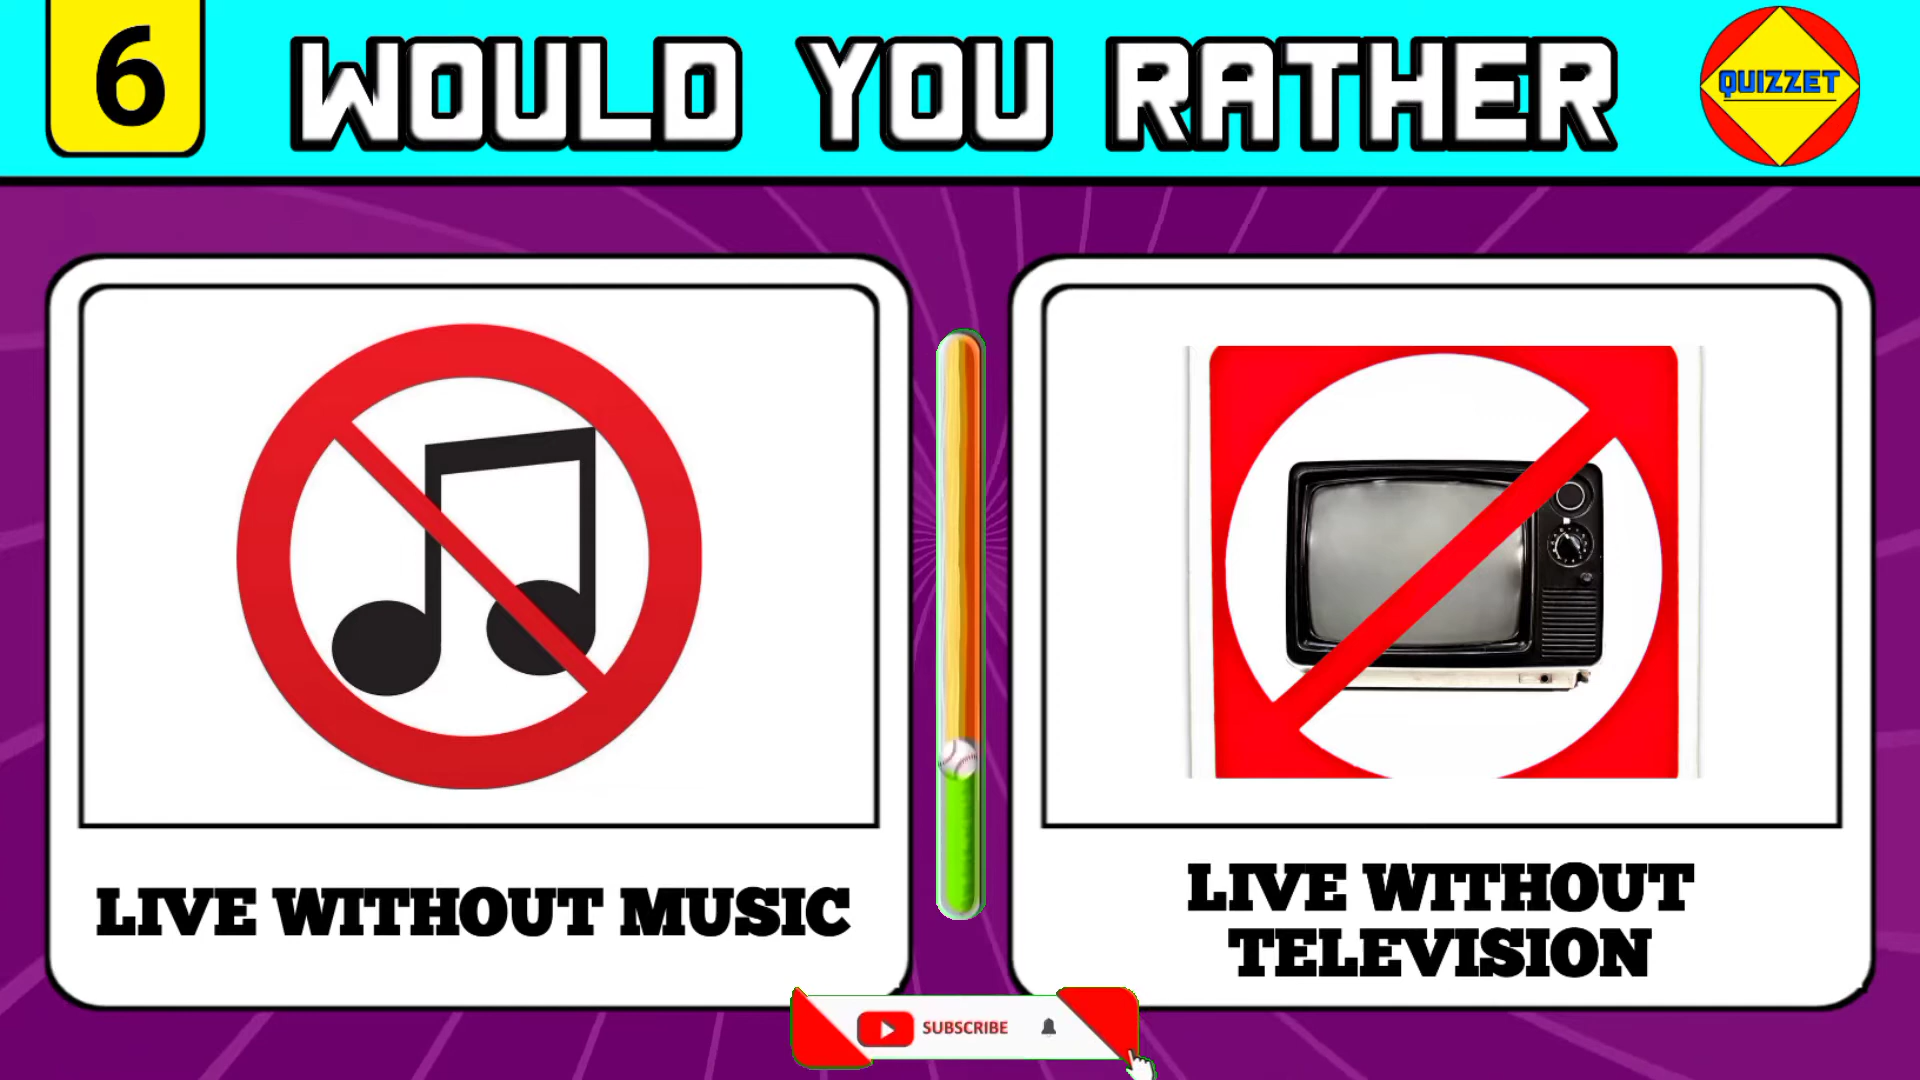 6
WOULD YOU RATHER
QUIZZET
LIVE WITHOUT MUSIC
LIVE WITHOUT
TELEVISION
SUBSCRIBE